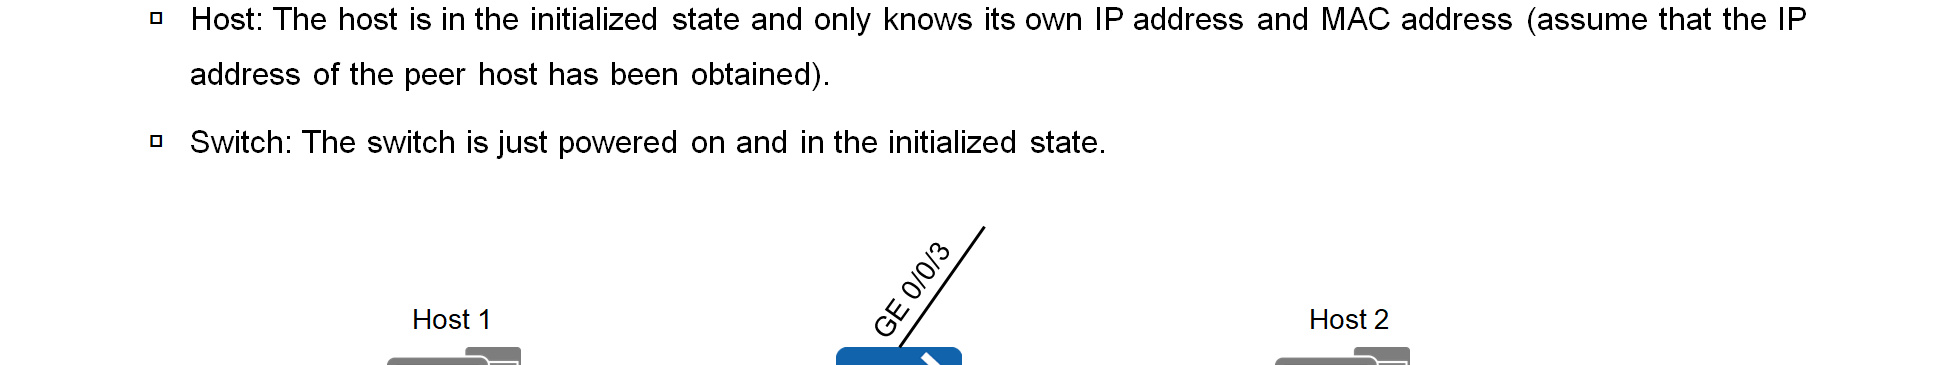 Host: The host is in the initialized state and only knows its own IP address and MAC address (assume that the IP
address of the peer host has been obtained).
Switch: The switch is just powered on and in the initialized state.
GE 0/0/3
Host 1
Host 2